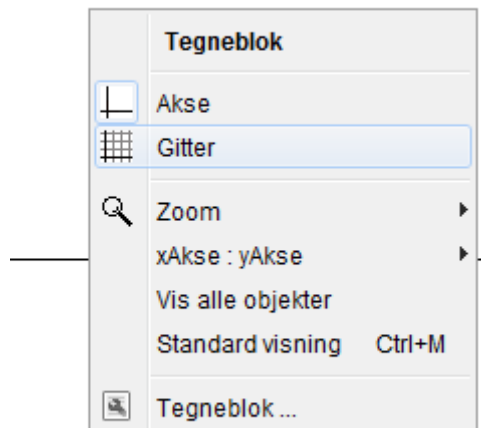 Tegneblok
Akse
Gitter
Zoom
xAkse : yAkse
Vis alle objekter
Standard visning Ctrl+M
Tegneblok ...